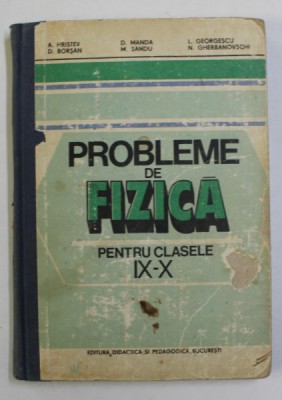 A. HRISTEV D. MANDA L. GEORGESCU
D. BORȘAN M. SANDU N. GHERBANOVSCHI
PROBLEME
DE
FIZICĂ
PENTRU CLASELE
IX-X
EDITURA DIDACTICĂ ȘI PEDAGOGICĂ, BUCUREȘTI